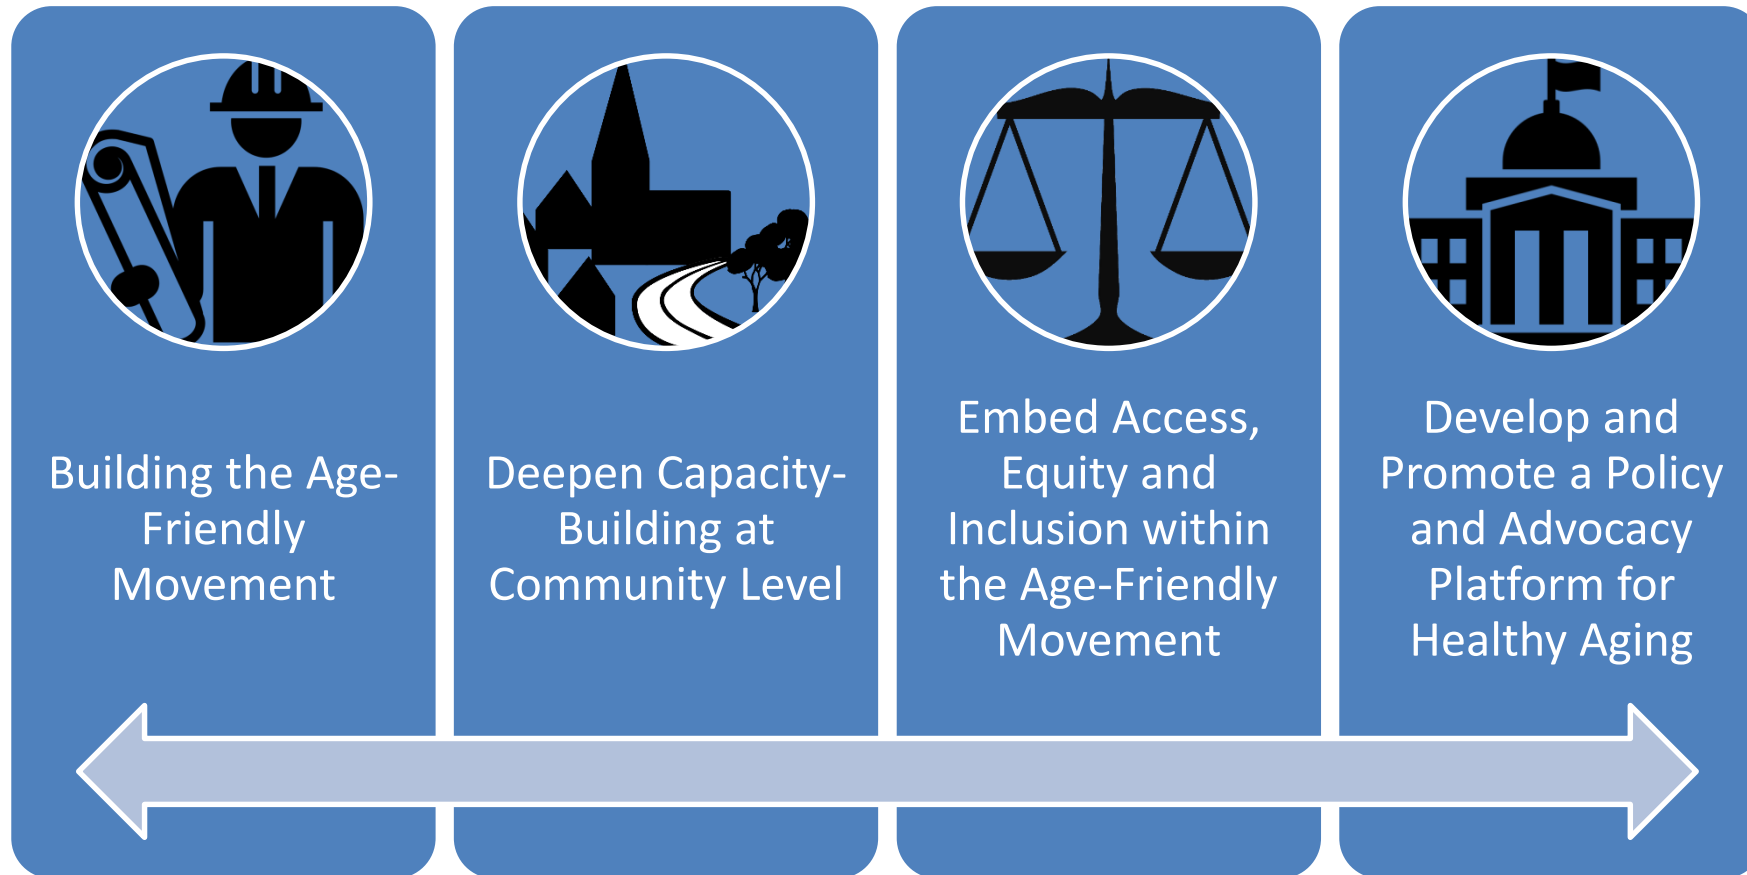 Building the Age-
Friendly
Movement
Deepen Capacity-
Building at
Community Level
Embed Access,
Equity and
Inclusion within
the Age-Friendly
Movement
Develop and
Promote a Policy
and Advocacy
Platform for
Healthy Aging